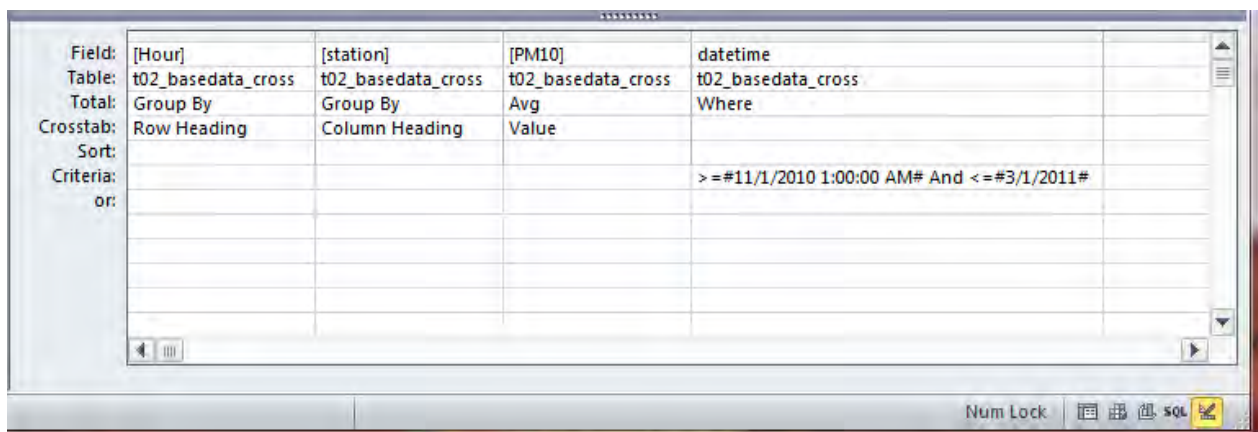 Field: [Hour] [station] [PM10] datetime
Table: t02_basedata_cross t02_basedata_cross t02_basedata_cross t02_basedata_cross
Total: Group By Group By Avg Where
Crosstab: Row Heading Column Heading Value
Sort:
Criteria: >=#11/1/2010 1:00:00 AM# And <=#3/1/2011#
or:
Num Lock SQL